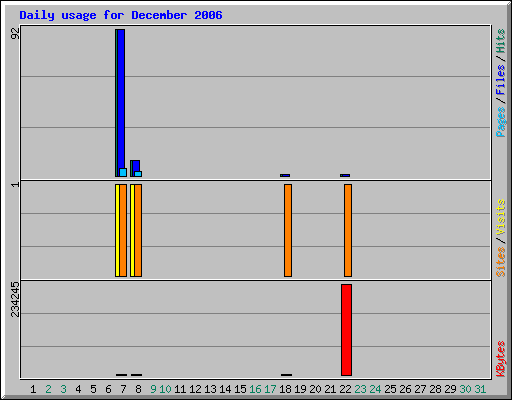 Daily usage for December 2006
92
Pages / Files / Hits
1
Sites / Visits
234245
KBytes
1 2 3 4 5 6 7 8 9 10 11 12 13 14 15 16 17 18 19 20 21 22 23 24 25 26 27 28 29 30 31